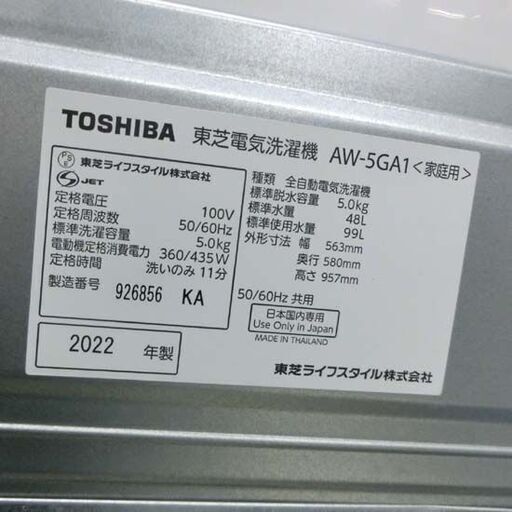 TOSHIBA 東芝電気洗濯機 AW-5GA1<家庭用>
PS E 東芝ライフスタイル株式会社
S JET
定格電圧 100V
定格周波数 50/60Hz
標準洗濯容量 5.0kg
電動機定格消費電力 360/435W
定格時間 洗いのみ 11分
製造番号 926856 KA
2022 年製
種類 全自動電気洗濯機
標準脱水容量 5.0kg
標準水量 48L
標準使用水量 99L
外形寸法 幅 563mm
奥行 580mm
高さ 957mm
50/60Hz 共用
日本国内専用
Use Only in Japan
MADE IN THAILAND
東芝ライフスタイル株式会社